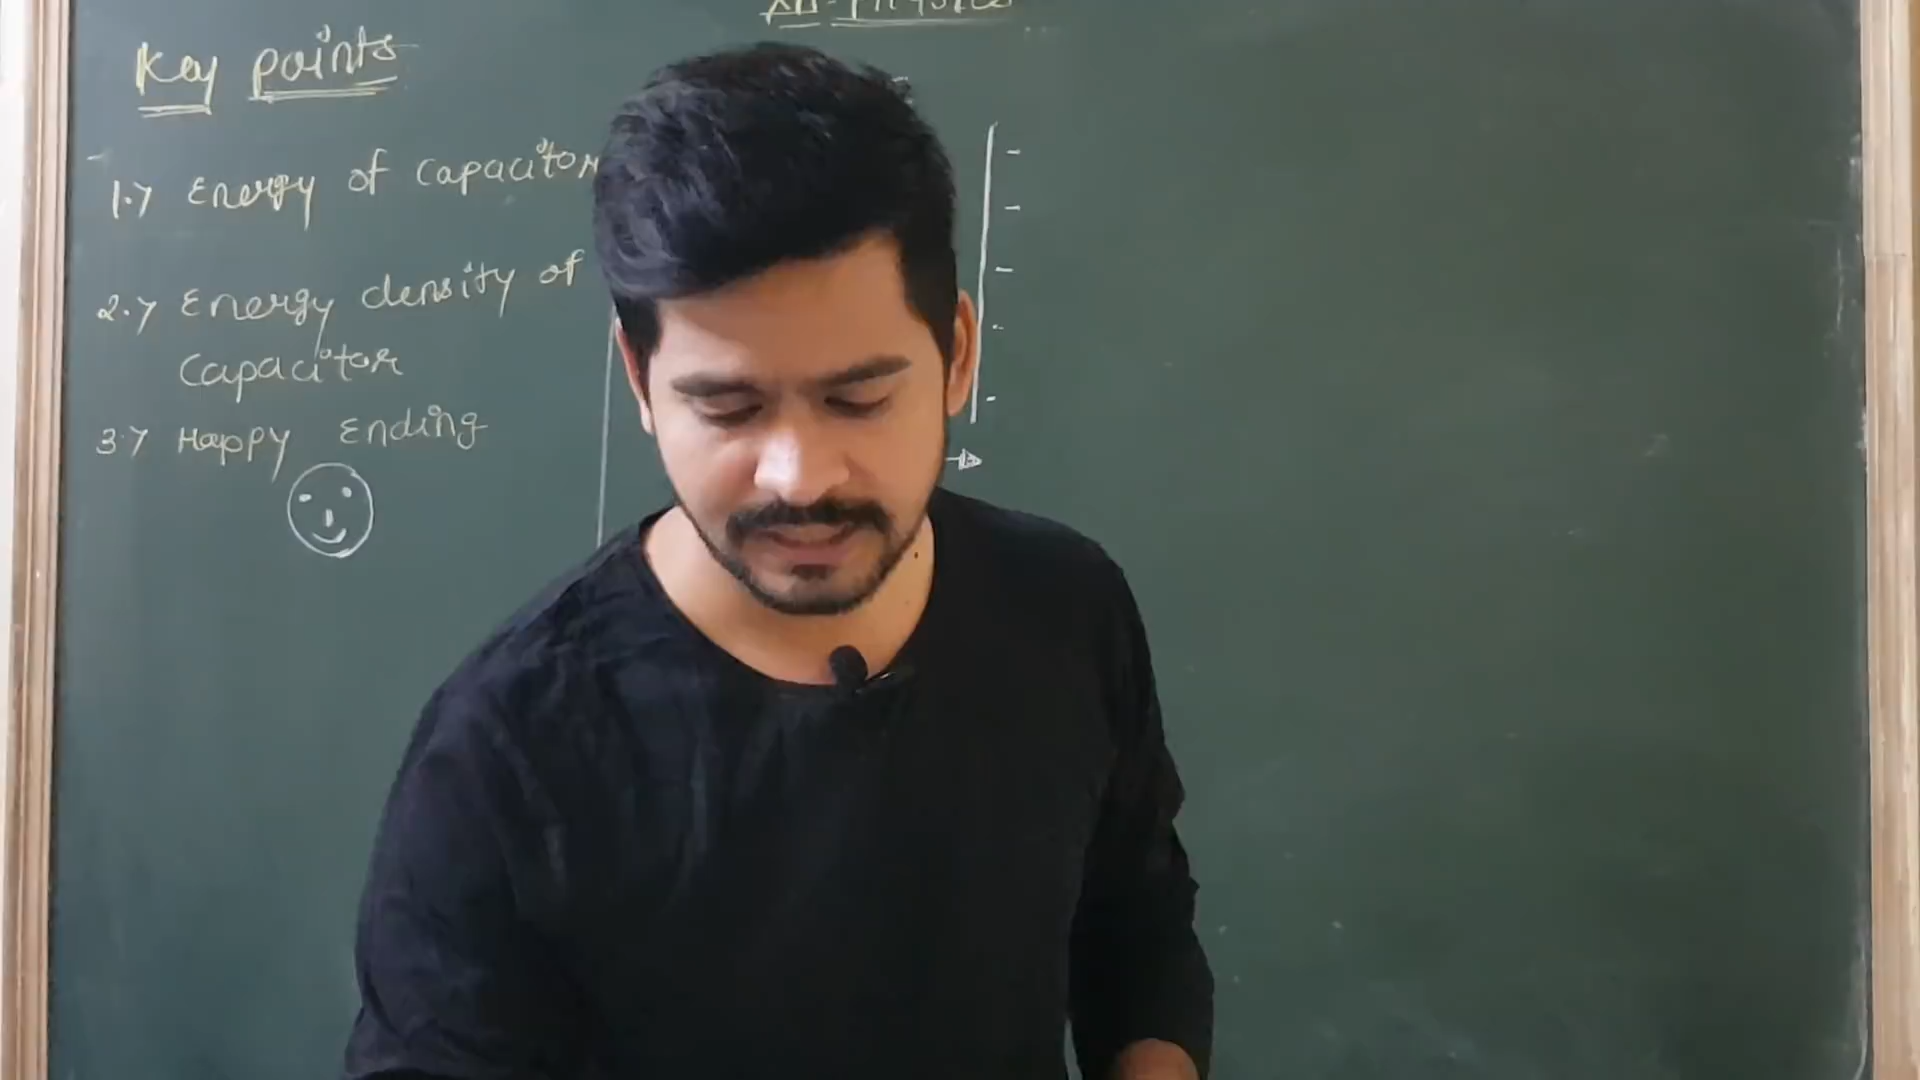 Key points
1.> Energy of capacitor
2.> Energy density of
Capacitor
3.> Happy Ending